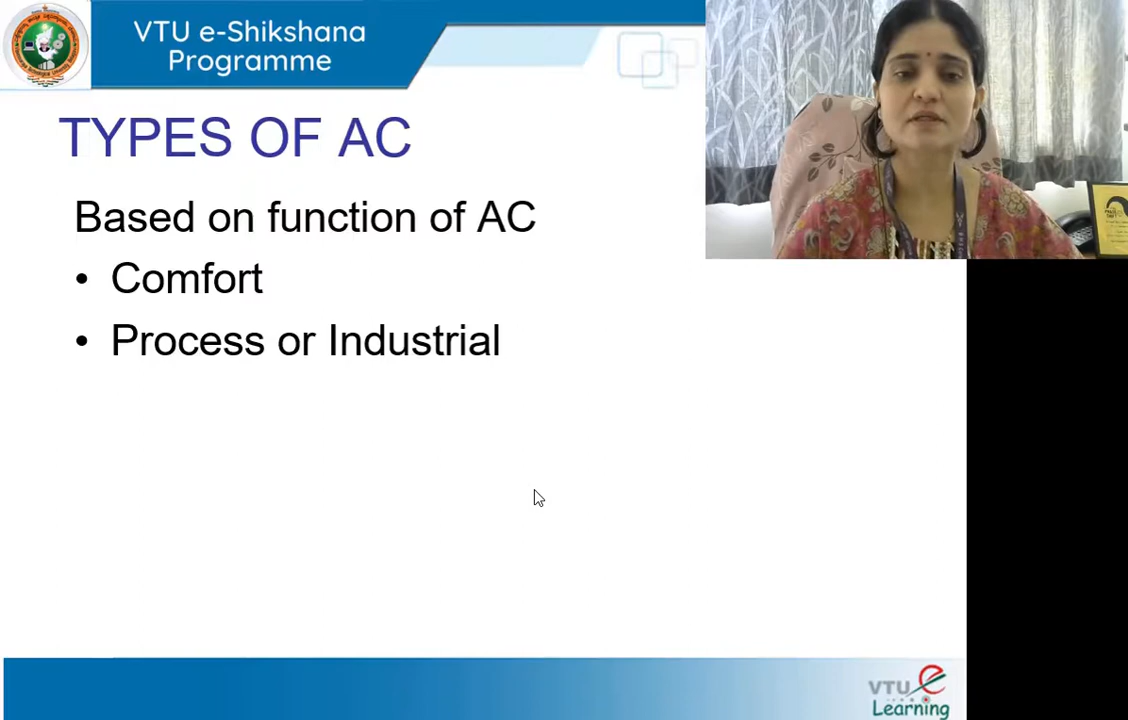 VTU e-Shikshana
Programme
TYPES OF AC
Based on function of AC
• Comfort
• Process or Industrial
VTU e
Learning